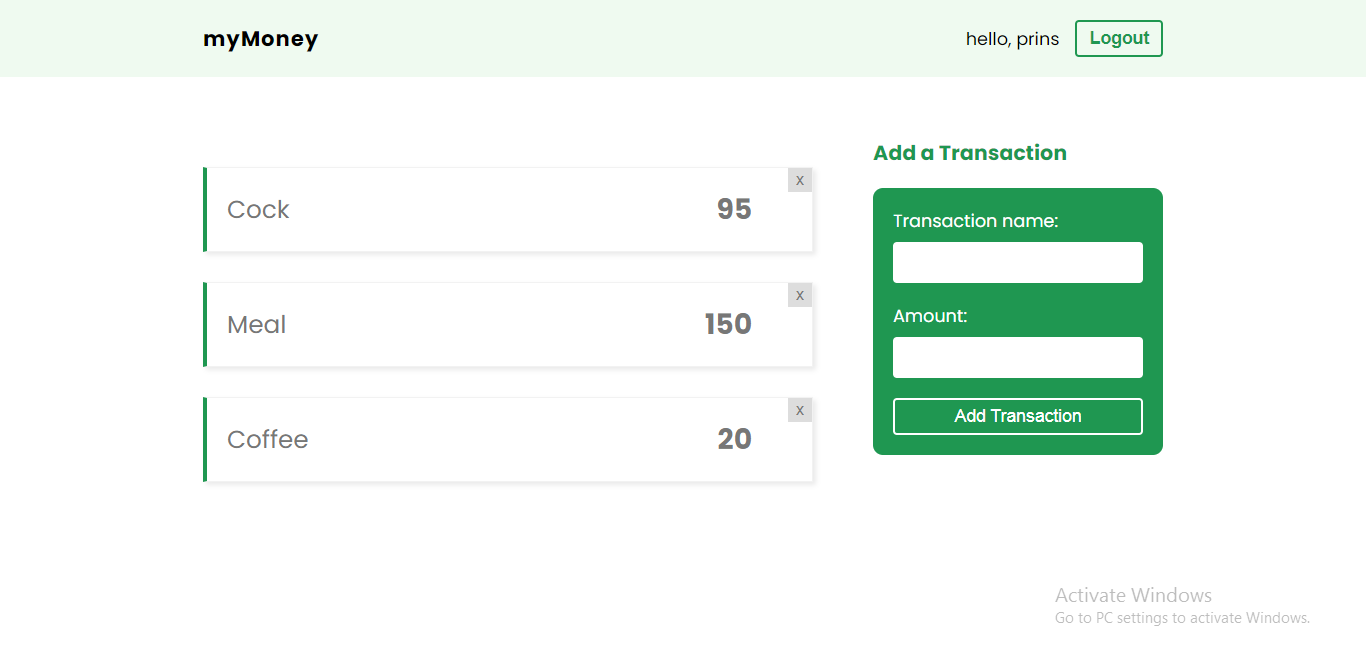 myMoney
hello, prins
Logout
Cock
95
x
Meal
150
x
Coffee
20
x
Add a Transaction
Transaction name:
Amount:
Add Transaction
Activate Windows
Go to PC settings to activate Windows.